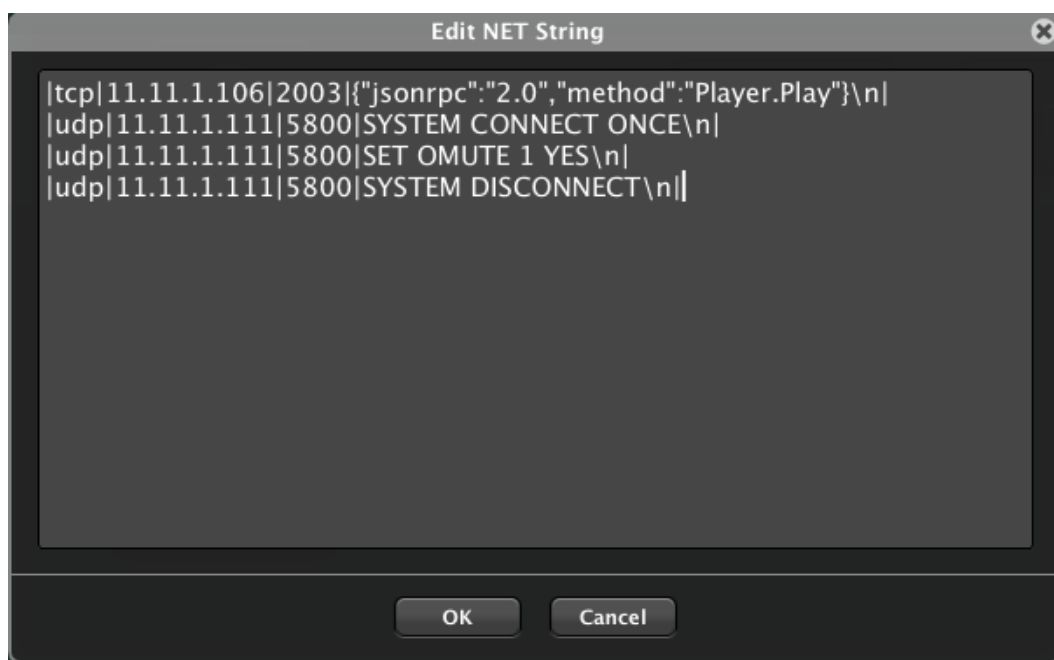 Edit NET String
|tcp|11.11.1.106|2003|{"jsonrpc":"2.0","method":"Player.Play"}\n|
|udp|11.11.1.111|5800|SYSTEM CONNECT ONCE\n|
|udp|11.11.1.111|5800|SET OMUTE 1 YES\n|
|udp|11.11.1.111|5800|SYSTEM DISCONNECT\n|
OK Cancel